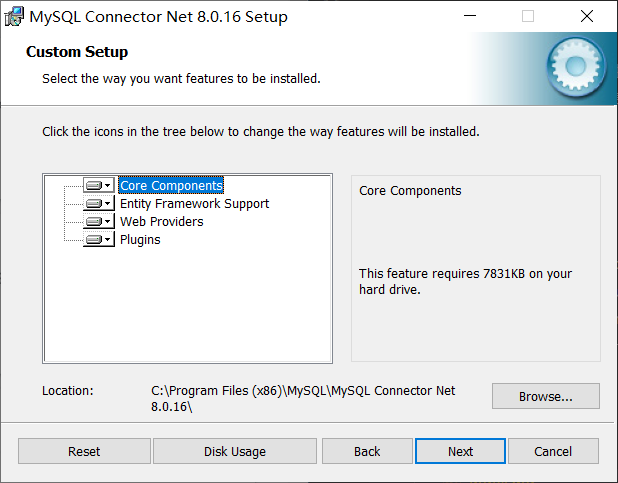 MySQL Connector Net 8.0.16 Setup
Custom Setup
Select the way you want features to be installed.
Click the icons in the tree below to change the way features will be installed.
Core Components
Entity Framework Support
Web Providers
Plugins
Core Components
This feature requires 7831KB on your
hard drive.
Location:
C:\Program Files (x86)\MySQL\MySQL Connector Net
8.0.16\
Browse...
Reset
Disk Usage
Back
Next
Cancel